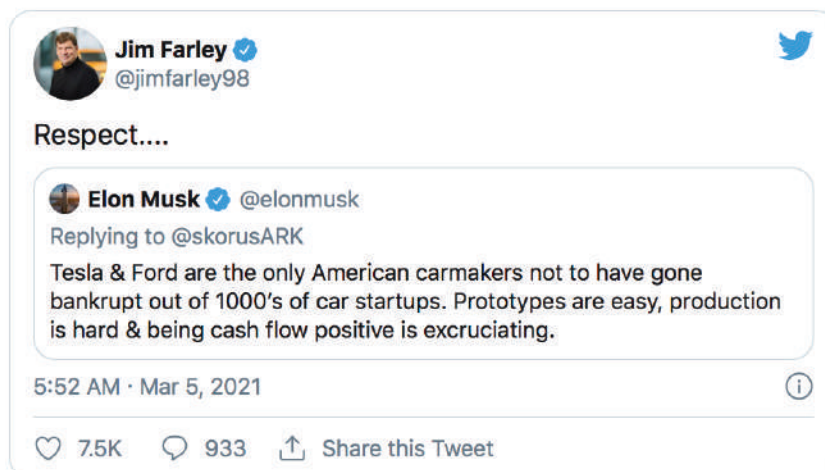 Jim Farley
@jimfarley98
Respect....
Elon Musk @elonmusk
Replying to @skorusARK
Tesla & Ford are the only American carmakers not to have gone
bankrupt out of 1000's of car startups. Prototypes are easy, production
is hard & being cash flow positive is excruciating.
5:52 AM · Mar 5, 2021
7.5K 933 Share this Tweet